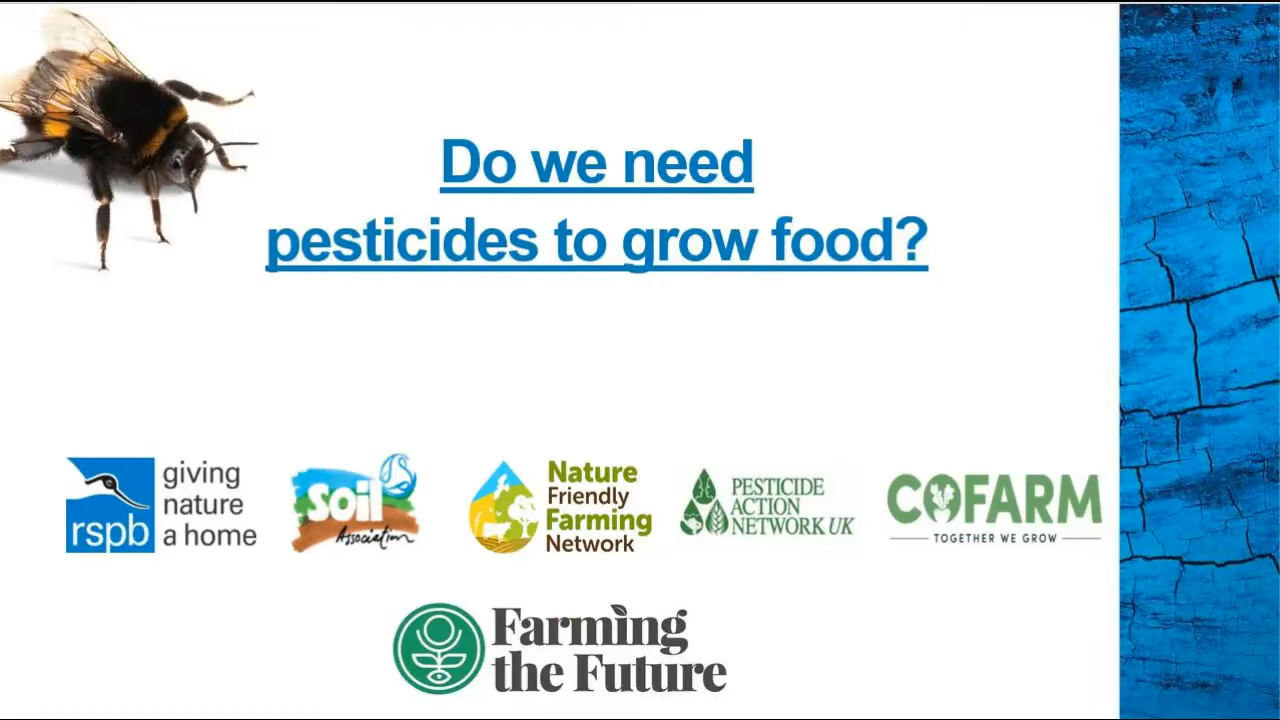 Do we need
pesticides to grow food?
giving
nature
a home
rspb
Soil
Association
Nature
Friendly
Farming
Network
PESTICIDE
ACTION
NETWORK UK
COFARM
TOGETHER WE GROW
Farming
the Future